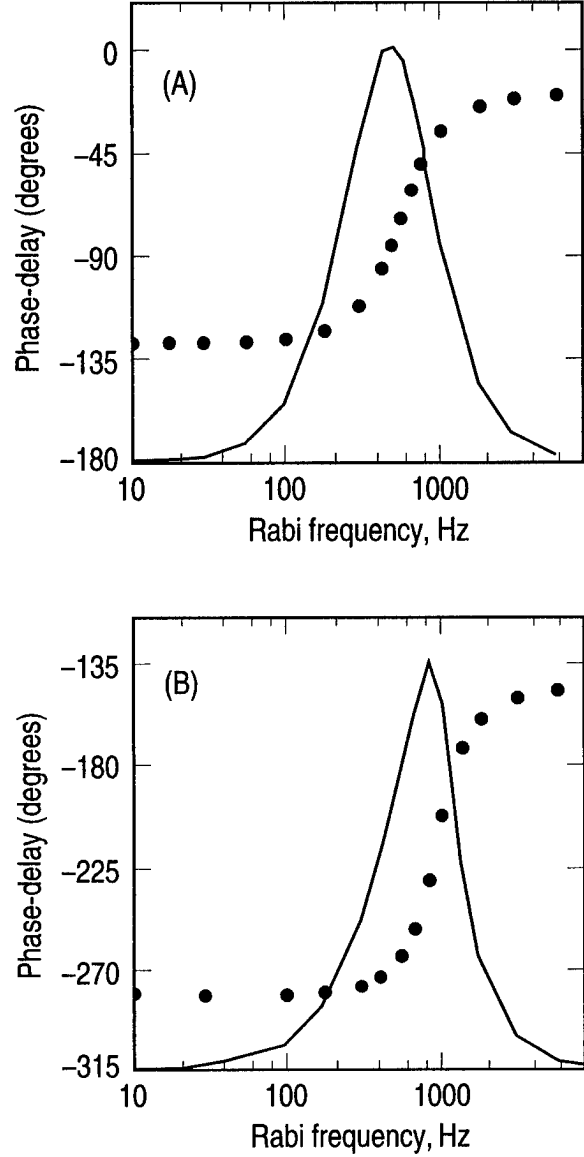 (A)
Phase-delay (degrees)
0
−45
−90
−135
−180
10
100
1000
Rabi frequency, Hz
(B)
Phase-delay (degrees)
−135
−180
−225
−270
−315
10
100
1000
Rabi frequency, Hz